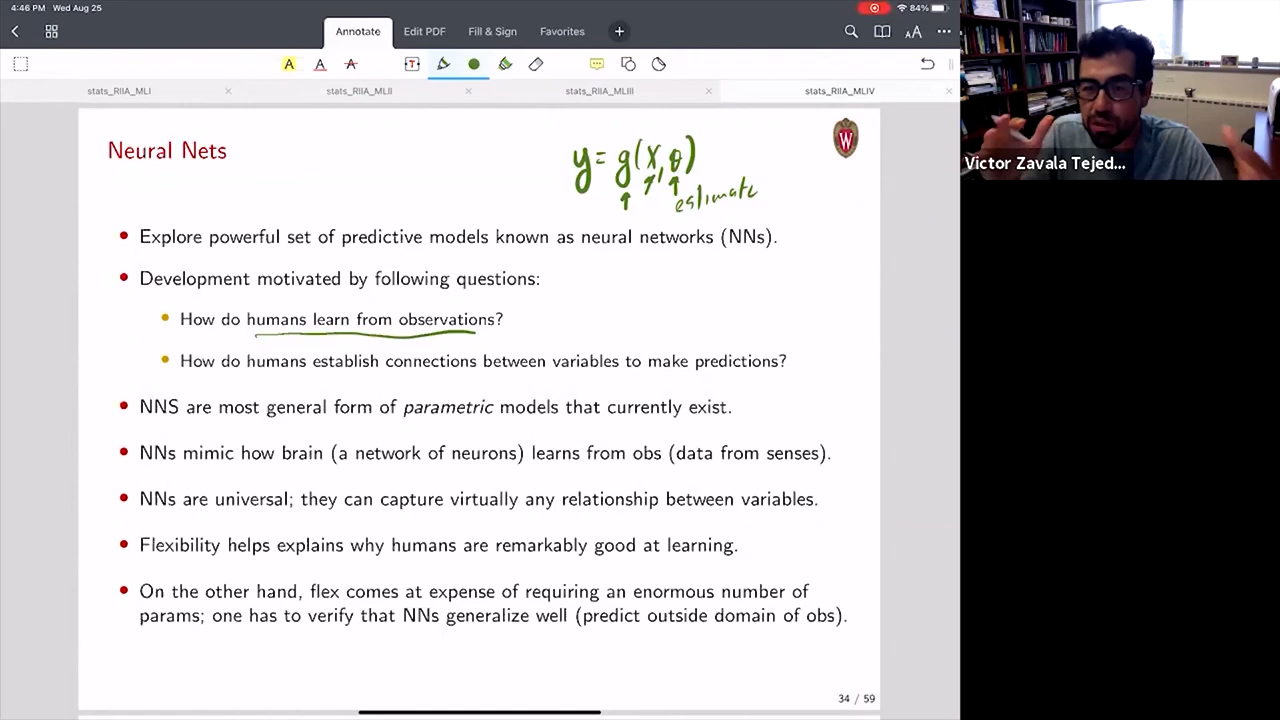 4:46 PM Wed Aug 25
84%
Annotate Edit PDF Fill & Sign Favorites
AA
A A A T
stats_RIIA_MLI stats_RIIA_MLII stats_RIIA_MLIII stats_RIIA_MLIV
Neural Nets
W
y = g(X, θ)
estimate
Explore powerful set of predictive models known as neural networks (NNs).
Development motivated by following questions:
How do humans learn from observations?
How do humans establish connections between variables to make predictions?
NNS are most general form of parametric models that currently exist.
NNs mimic how brain (a network of neurons) learns from obs (data from senses).
NNs are universal; they can capture virtually any relationship between variables.
Flexibility helps explains why humans are remarkably good at learning.
On the other hand, flex comes at expense of requiring an enormous number of
params; one has to verify that NNs generalize well (predict outside domain of obs).
34 / 59
Victor Zavala Tejed...